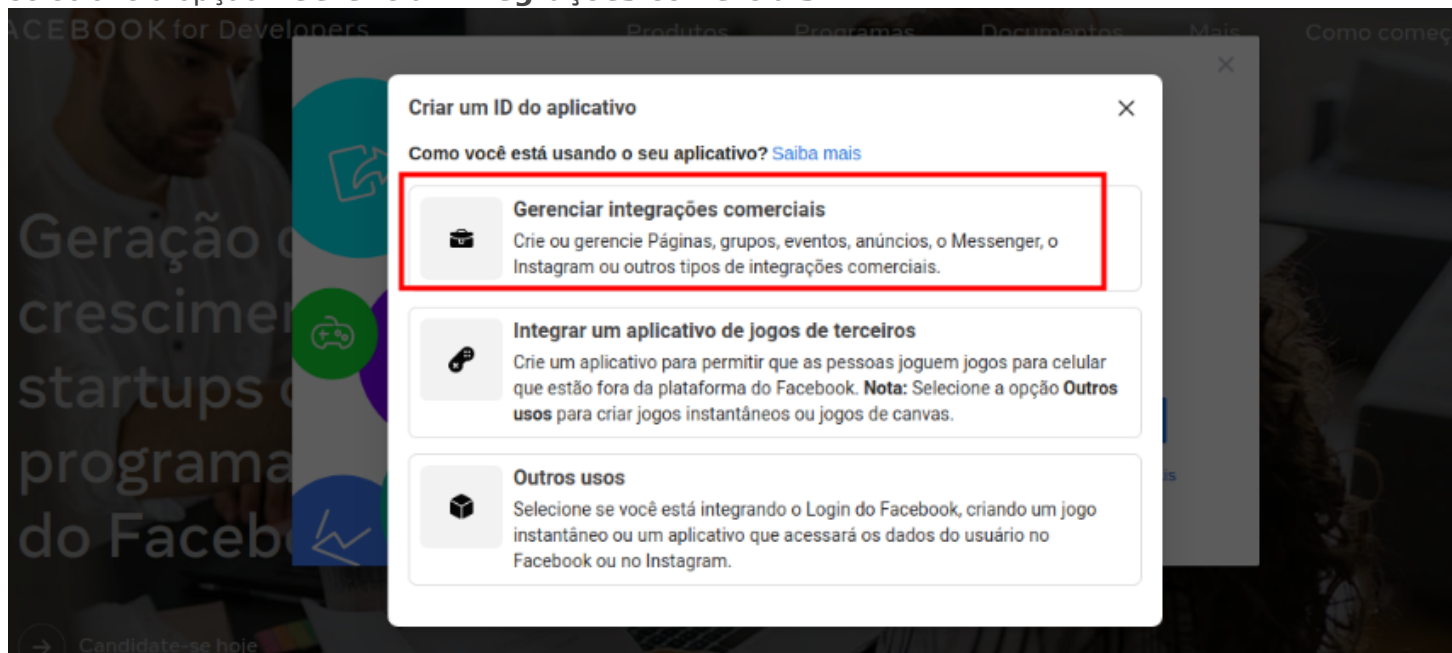 FACEBOOK for Developers
Produtos
Programas
Documentos
Mais
Como começ
Criar um ID do aplicativo
Como você está usando o seu aplicativo? Saiba mais
Gerenciar integrações comerciais
Crie ou gerencie Páginas, grupos, eventos, anúncios, o Messenger, o
Instagram ou outros tipos de integrações comerciais.
Integrar um aplicativo de jogos de terceiros
Crie um aplicativo para permitir que as pessoas joguem jogos para celular
que estão fora da plataforma do Facebook. Nota: Selecione a opção Outros
usos para criar jogos instantâneos ou jogos de canvas.
Outros usos
Selecione se você está integrando o Login do Facebook, criando um jogo
instantâneo ou um aplicativo que acessará os dados do usuário no
Facebook ou no Instagram.
Geração
crescimen
startups
programa
do Faceb
Candidate-se hoje